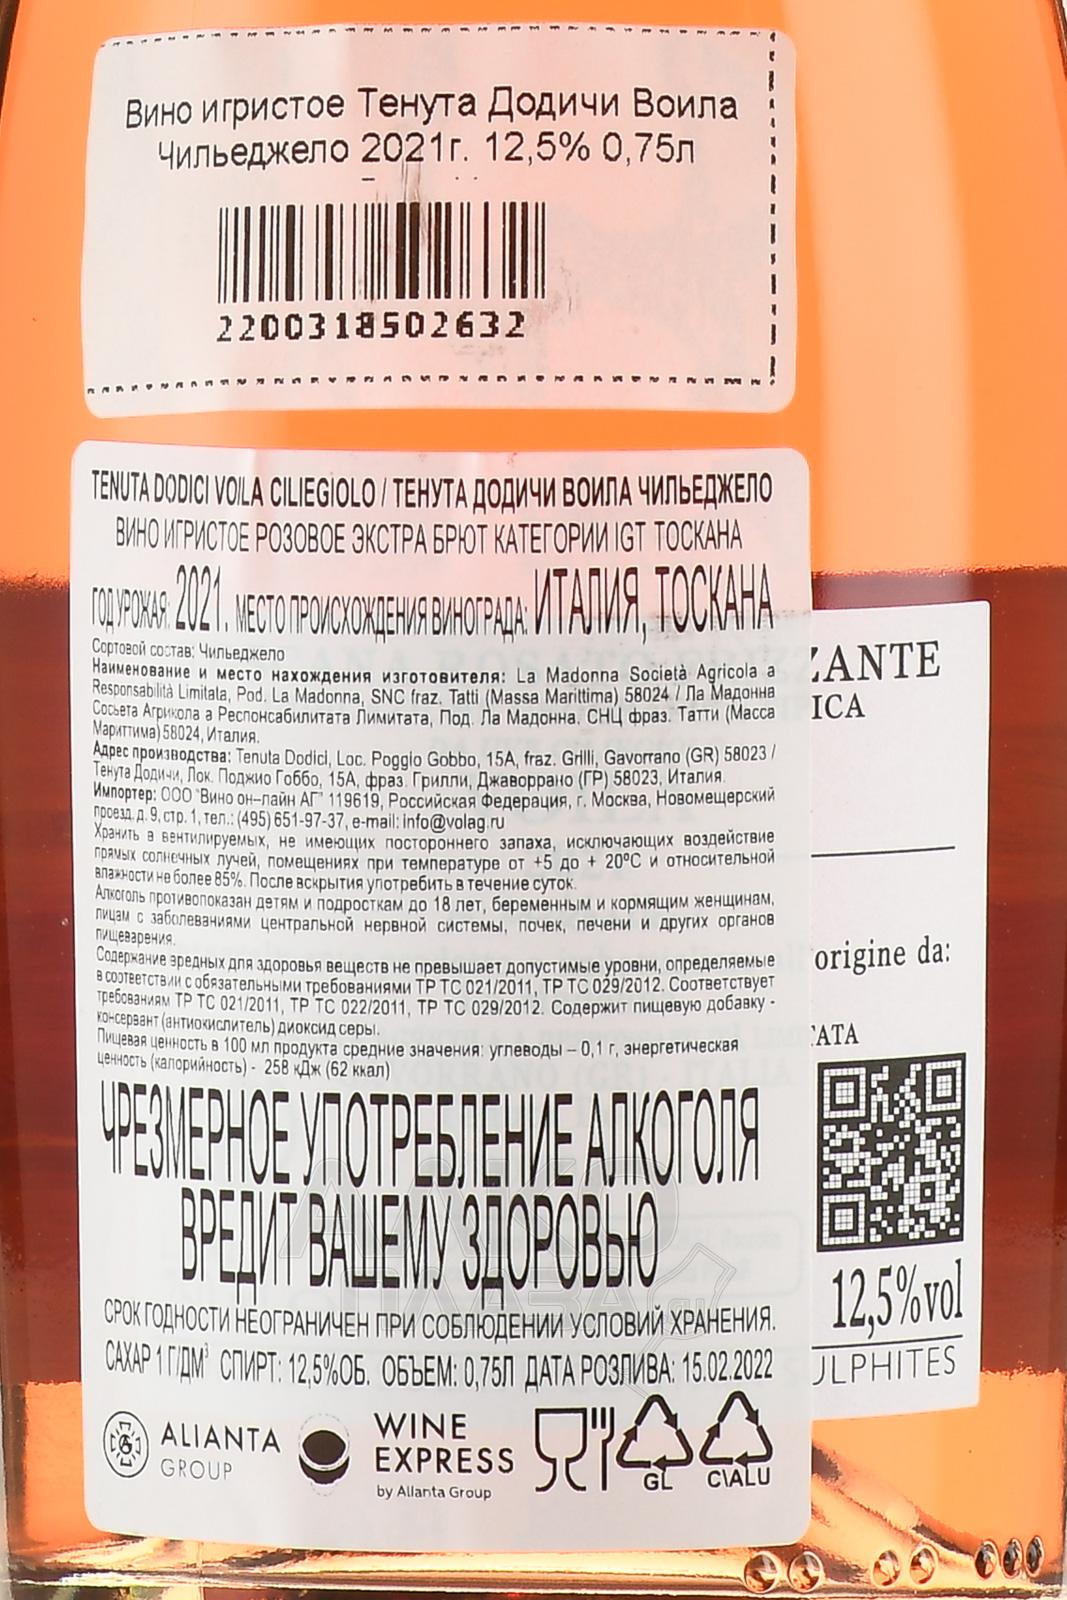 Вино игристое Тенута Додичи Воила
Чильеджело 2021г. 12,5% 0,75л
2200318502632
TENUTA DODICI VOILA CILIEGIOLO / ТЕНУТА ДОДИЧИ ВОИЛА ЧИЛЬЕДЖЕЛО
ВИНО ИГРИСТОЕ РОЗОВОЕ ЭКСТРА БРЮТ КАТЕГОРИИ IGT ТОСКАНА
ГОД УРОЖАЯ: 2021. МЕСТО ПРОИСХОЖДЕНИЯ ВИНОГРАДА: ИТАЛИЯ, ТОСКАНА
Сортовой состав: Чильеджело
Наименование и место нахождения изготовителя: La Madonna Società Agricola a
Responsabilità Limitata, Pod. La Madonna, SNC fraz. Tatti (Massa Marittima) 58024 / Ла Мадонна
Сосьета Агрикола а Респонсабилитата Лимитата, Под. Ла Мадонна, СНЦ фраз. Татти (Масса
Мариттима) 58024, Италия.
Адрес производства: Tenuta Dodici, Loc. Poggio Gobbo, 15A, fraz. Grilli, Gavorrano (GR) 58023 /
Тенута Додичи, Лок. Поджио Гоббо, 15А, фраз. Грилли, Джаворрано (ГР) 58023, Италия.
Импортер: ООО "Вино он–лайн АГ" 119619, Российская Федерация, г. Москва, Новомещерский
проезд, д. 9, стр. 1, тел.: (495) 651-97-37, e-mail: info@volag.ru
Хранить в вентилируемых, не имеющих постороннего запаха, исключающих воздействие
прямых солнечных лучей, помещениях при температуре от +5 до + 20ºС и относительной
влажности не более 85%. После вскрытия употребить в течение суток.
Алкоголь противопоказан детям и подросткам до 18 лет, беременным и кормящим женщинам,
лицам с заболеваниями центральной нервной системы, почек, печени и других органов
пищеварения.
Содержание вредных для здоровья веществ не превышает допустимые уровни, определяемые
в соответствии с обязательными требованиями ТР ТС 021/2011, ТР ТС 029/2012. Соответствует
требованиям ТР ТС 021/2011, ТР ТС 022/2011, ТР ТС 029/2012. Содержит пищевую добавку -
консервант (антиокислитель) диоксид серы.
Пищевая ценность в 100 мл продукта средние значения: углеводы – 0,1 г, энергетическая
ценность (калорийность) - 258 кДж (62 ккал)
ЧРЕЗМЕРНОЕ УПОТРЕБЛЕНИЕ АЛКОГОЛЯ
ВРЕДИТ ВАШЕМУ ЗДОРОВЬЮ
СРОК ГОДНОСТИ НЕОГРАНИЧЕН ПРИ СОБЛЮДЕНИИ УСЛОВИЙ ХРАНЕНИЯ.
САХАР 1 Г/ДМ³ СПИРТ: 12,5%ОБ. ОБЪЕМ: 0,75Л ДАТА РОЗЛИВА: 15.02.2022
ALIANTA
GROUP
WINE
EXPRESS
by Alianta Group
GL
C\ALU
ZANTE
ICA
origine da:
TATA
12,5%vol
ULPHITES